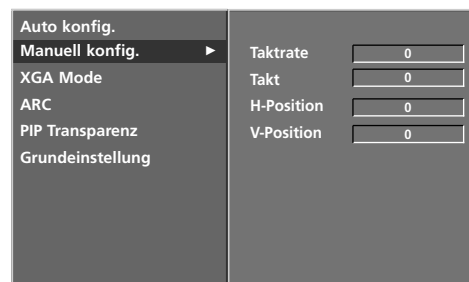 Auto konfig.
Manuell konfig. ►
XGA Mode
ARC
PIP Transparenz
Grundeinstellung
Taktrate 0
Takt 0
H-Position 0
V-Position 0